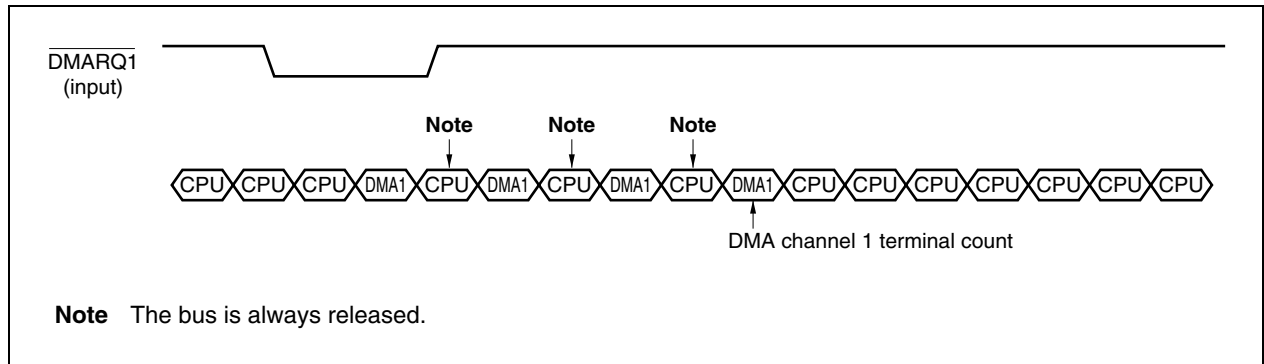 DMARQ1
(input)
Note Note Note
CPU CPU CPU DMA1 CPU DMA1 CPU DMA1 CPU DMA1 CPU CPU CPU CPU CPU CPU CPU
DMA channel 1 terminal count
Note The bus is always released.